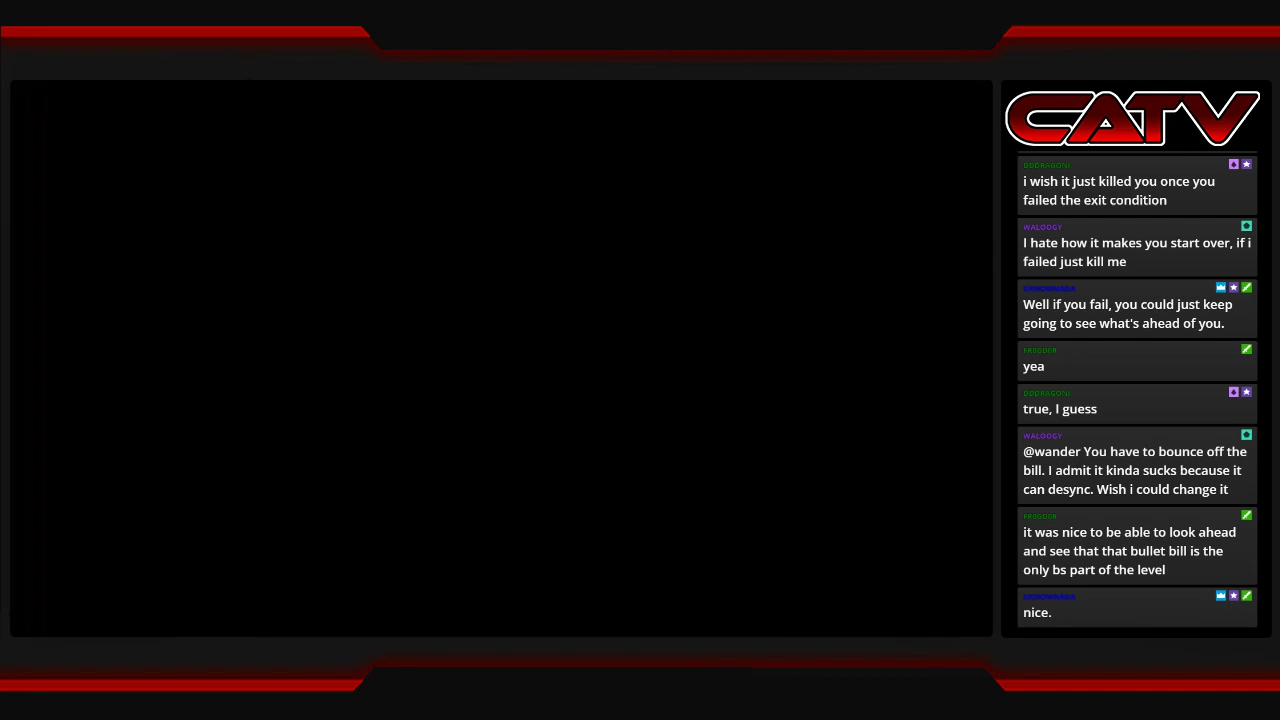 CATV
DDDRAGONI
i wish it just killed you once you
failed the exit condition
WALOOGY
I hate how it makes you start over, if i
failed just kill me
Well if you fail, you could just keep
going to see what's ahead of you.
yea
DDDRAGONI
true, I guess
WALOOGY
@wander You have to bounce off the
bill. I admit it kinda sucks because it
can desync. Wish i could change it
it was nice to be able to look ahead
and see that that bullet bill is the
only bs part of the level
nice.